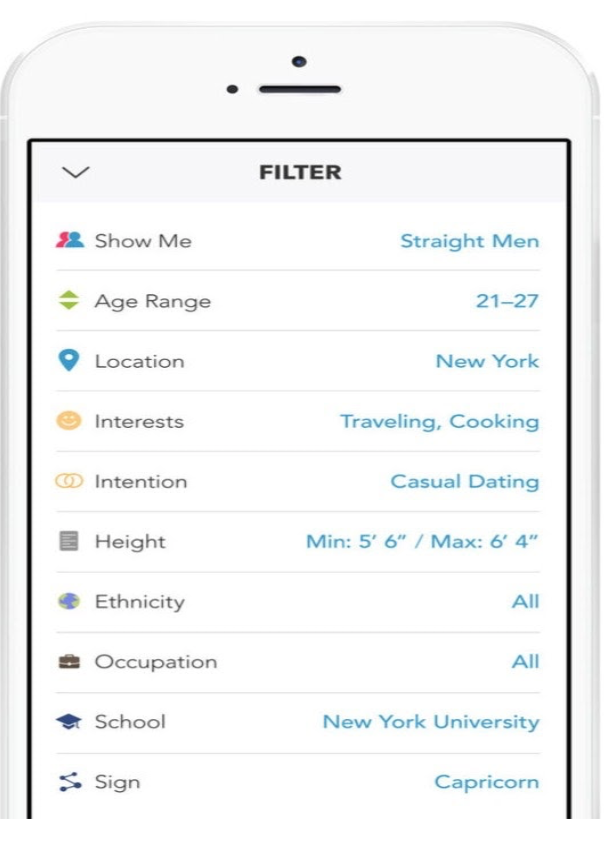 FILTER
Show Me Straight Men
Age Range 21–27
Location New York
Interests Traveling, Cooking
Intention Casual Dating
Height Min: 5′ 6″ / Max: 6′ 4″
Ethnicity All
Occupation All
School New York University
Sign Capricorn